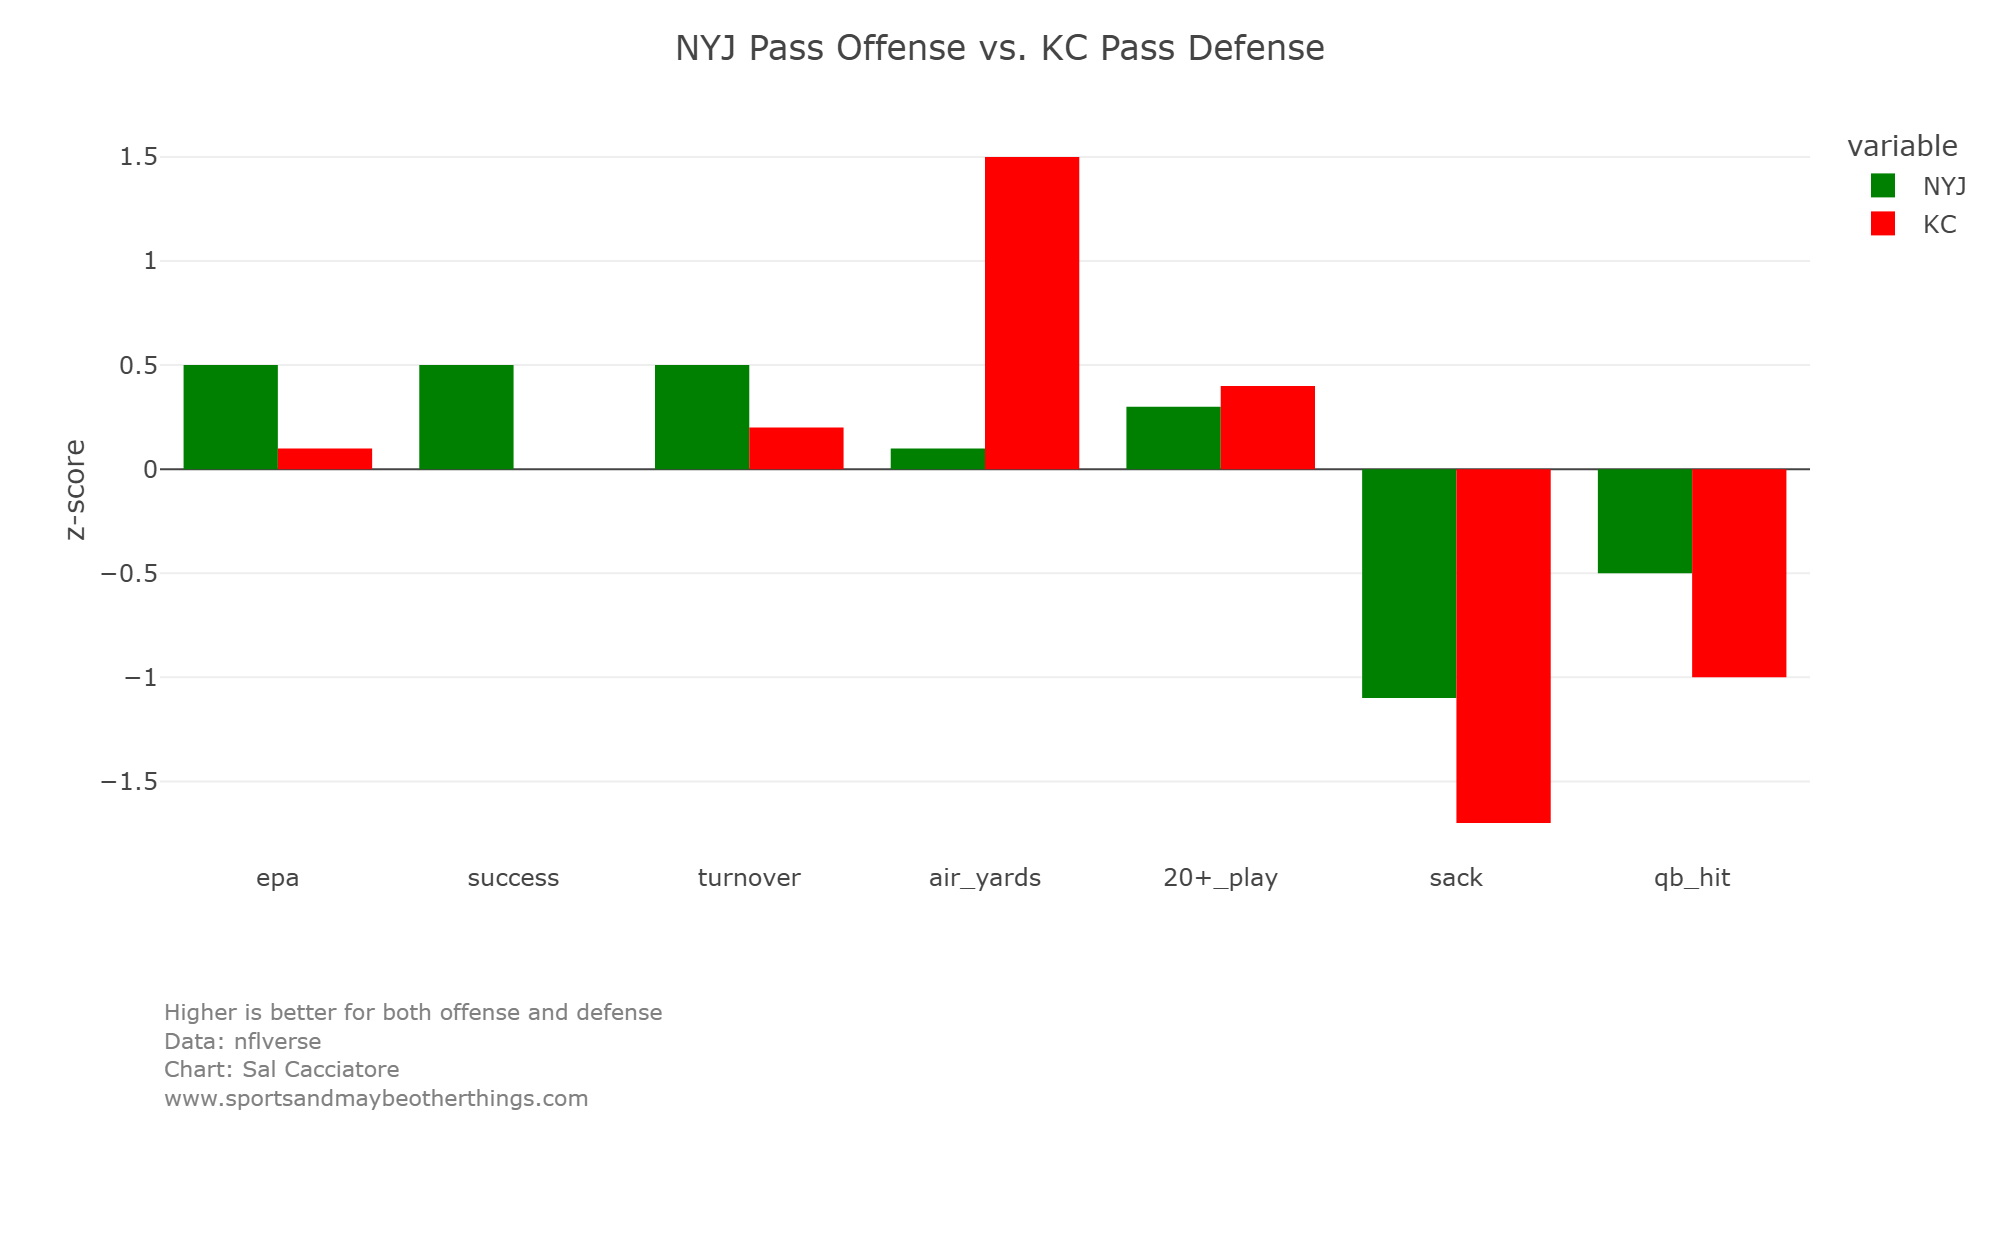 NYJ Pass Offense vs. KC Pass Defense
variable
NYJ
KC
z-score
1.5
1
0.5
0
−0.5
−1
−1.5
epa
success
turnover
air_yards
20+_play
sack
qb_hit
Higher is better for both offense and defense
Data: nflverse
Chart: Sal Cacciatore
www.sportsandmaybeotherthings.com